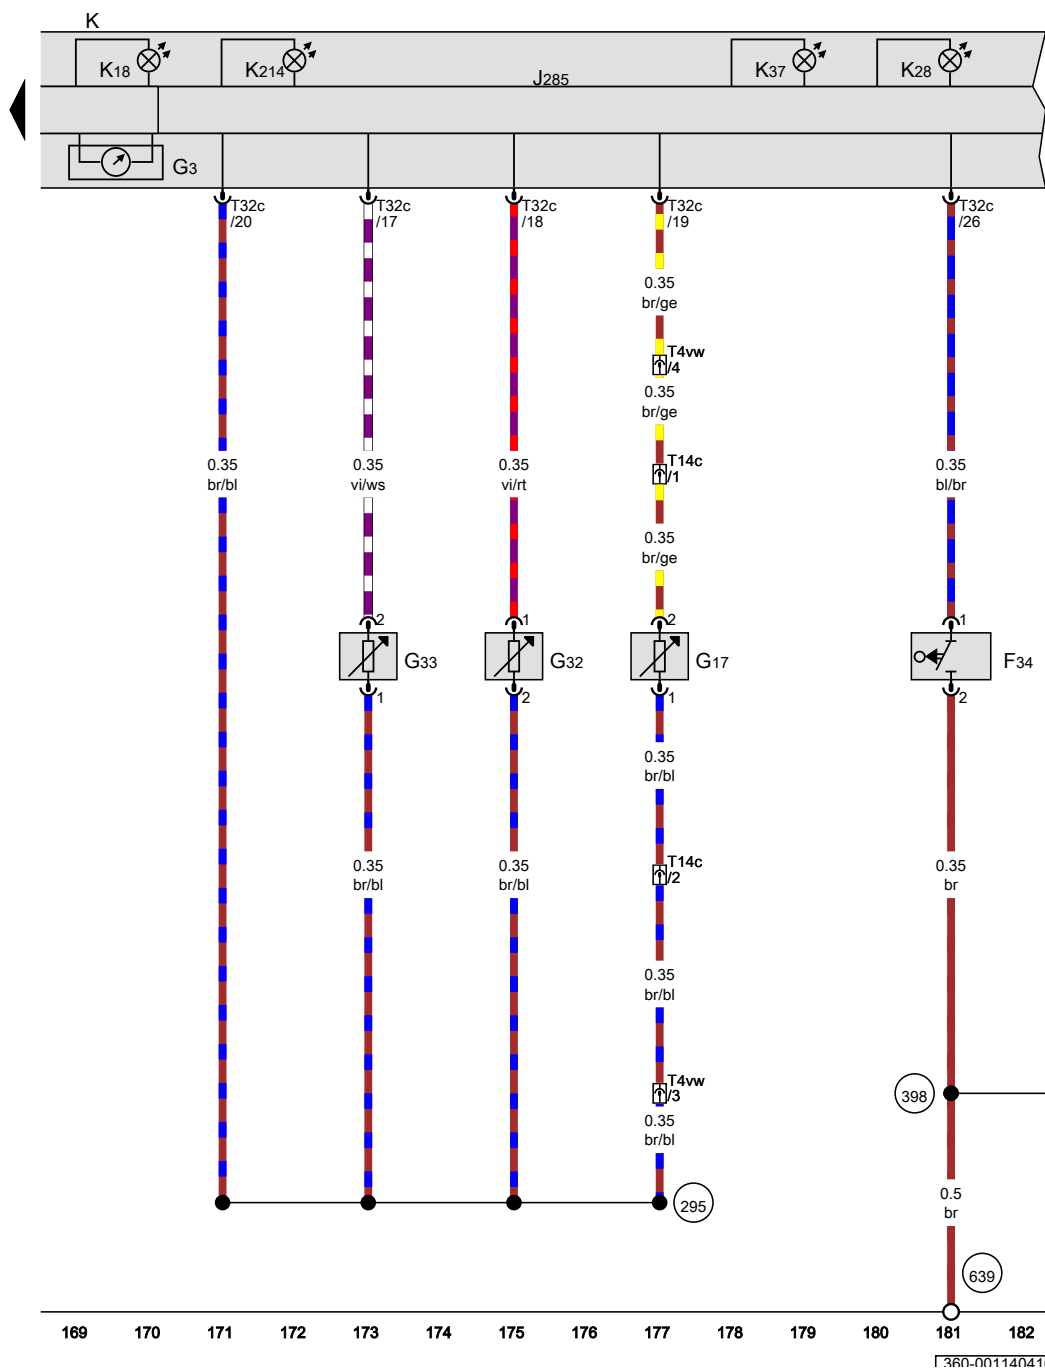 K
K18
K214
J285
K37
K28
G3
T32c
/20
T32c
/17
T32c
/18
T32c
/19
T32c
/26
0.35
br/ge
T4vw
/4
0.35
br/ge
T14c
/1
0.35
br/bl
0.35
vi/ws
0.35
vi/rt
0.35
bl/br
0.35
br/ge
2
1
2
1
G33
G32
G17
F34
1
2
1
2
0.35
br/bl
T14c
/2
0.35
br/bl
0.35
br/bl
0.35
br
0.35
br/bl
T4vw
/3
398
0.35
br/bl
295
0.5
br
639
169 170 171 172 173 174 175 176 177 178 179 180 181 182